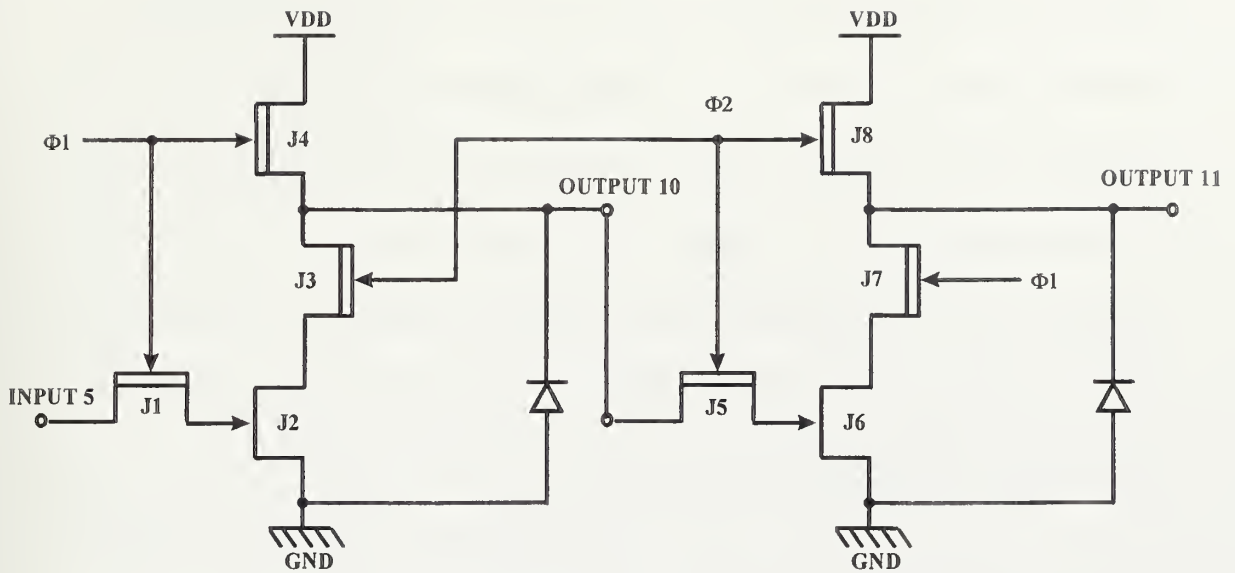 VDD
VDD
Φ1
J4
Φ2
J8
OUTPUT 10
OUTPUT 11
J3
J7
Φ1
INPUT 5
J1
J2
J5
J6
GND
GND